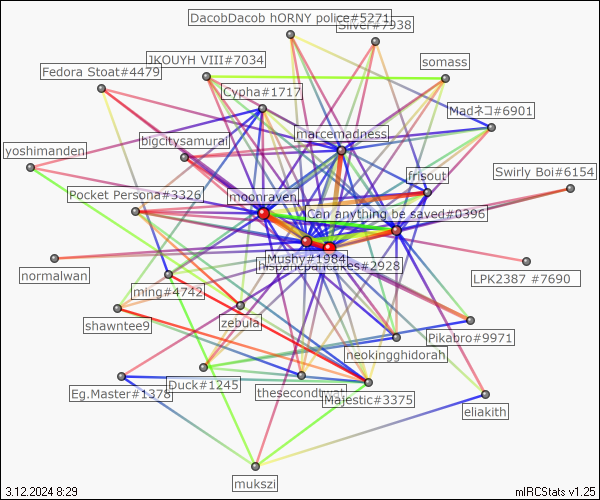 DacobDacob hORNY police#5271
Silver#7938
JKOUYH VIII#7034
somass
Fedora Stoat#4479
Cypha#1717
Madネコ#6901
marcemadness
bigcitysamurai
yoshimanden
frisout
Swirly Boi#6154
Pocket Persona#3326
moonraven
Can anything be saved#0396
Mushy#1984
hispanicpancakes#2928
normalwan
LPK2387 #7690
ming#4742
shawntee9
zebula
Pikabro#9971
neokingghidorah
Eg.Master#1378
Duck#1245
Majestic#3375
eliakith
mukszi
3.12.2024 8:29
mIRCStats v1.25